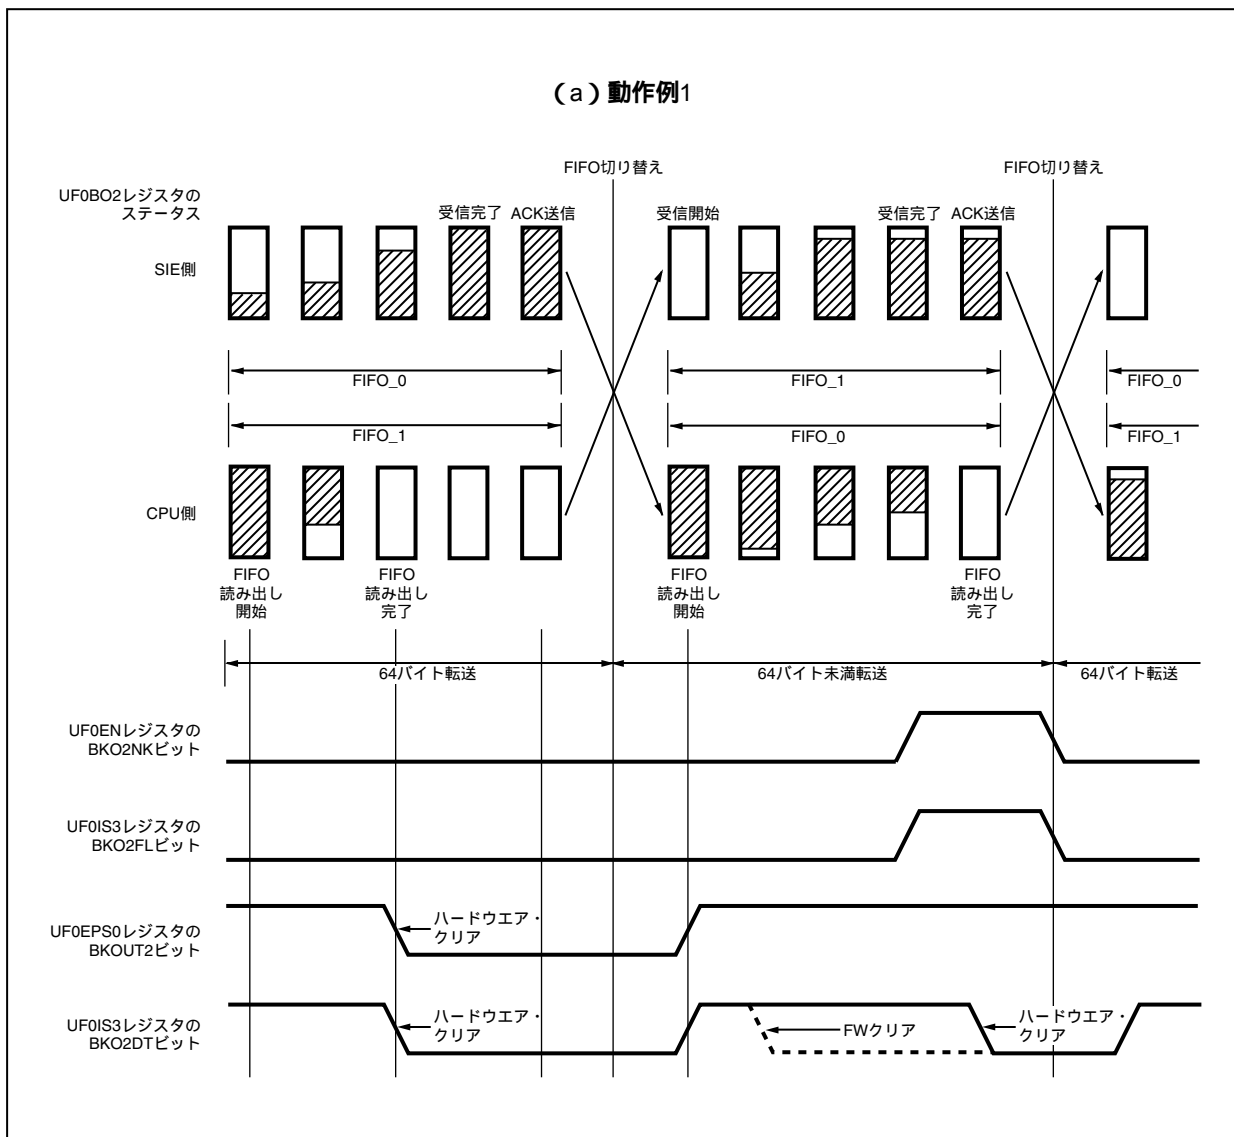 （a）動作例1
FIFO切り替え
FIFO切り替え
UF0BO2レジスタの
ステータス
受信完了
ACK送信
受信開始
受信完了
ACK送信
SIE側
FIFO_0
FIFO_1
FIFO_0
FIFO_1
FIFO_0
FIFO_1
CPU側
FIFO
読み出し
開始
FIFO
読み出し
完了
FIFO
読み出し
開始
FIFO
読み出し
完了
64バイト転送
64バイト未満転送
64バイト転送
UF0ENレジスタの
BKO2NKビット
UF0IS3レジスタの
BKO2FLビット
UF0EPS0レジスタの
BKOUT2ビット
ハードウエア・
クリア
UF0IS3レジスタの
BKO2DTビット
ハードウエア・
クリア
FWクリア
ハードウエア・
クリア